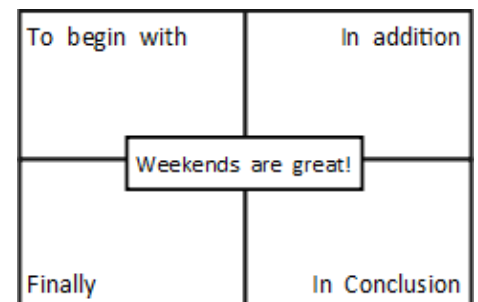 To begin with
In addition
Weekends are great!
Finally
In Conclusion